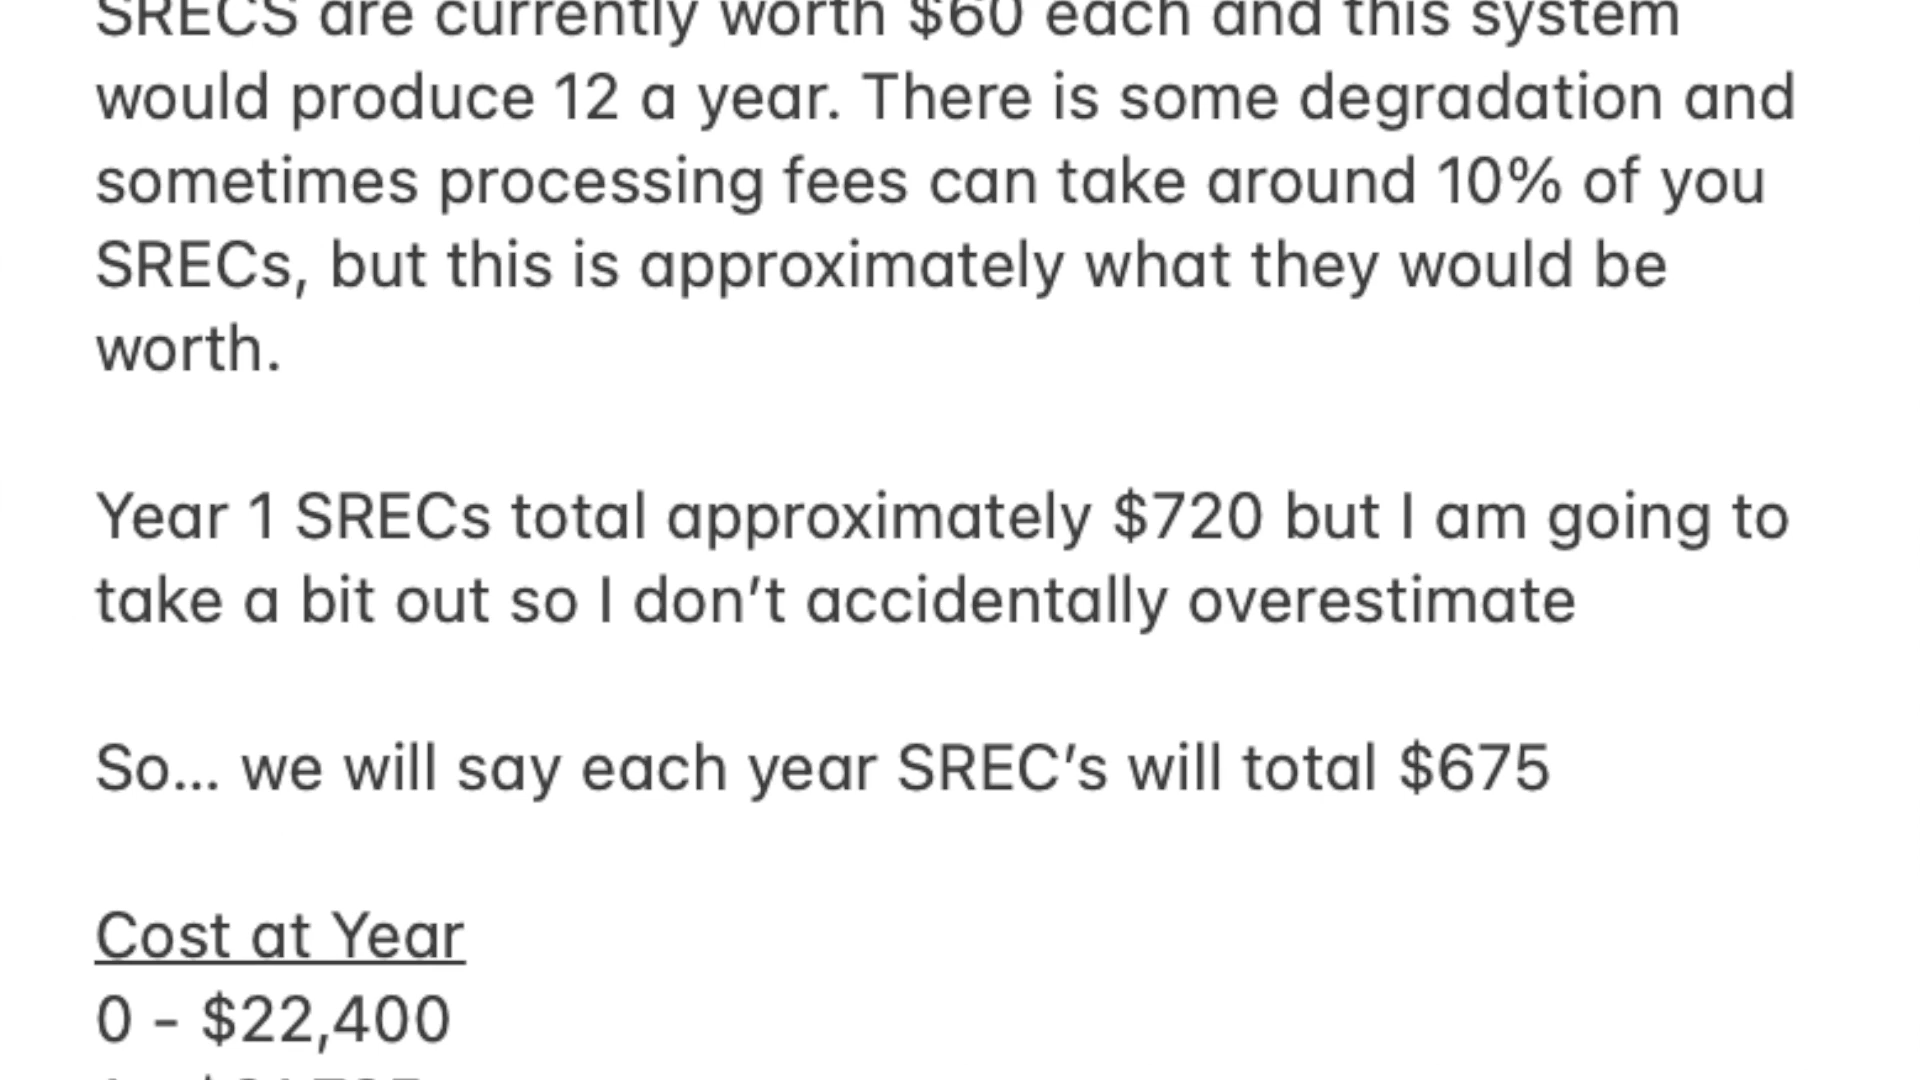 SRECS are currently worth $60 each and this system
would produce 12 a year. There is some degradation and
sometimes processing fees can take around 10% of you
SRECs, but this is approximately what they would be
worth.
Year 1 SRECs total approximately $720 but I am going to
take a bit out so I don’t accidentally overestimate
So... we will say each year SREC’s will total $675
Cost at Year
0 - $22,400